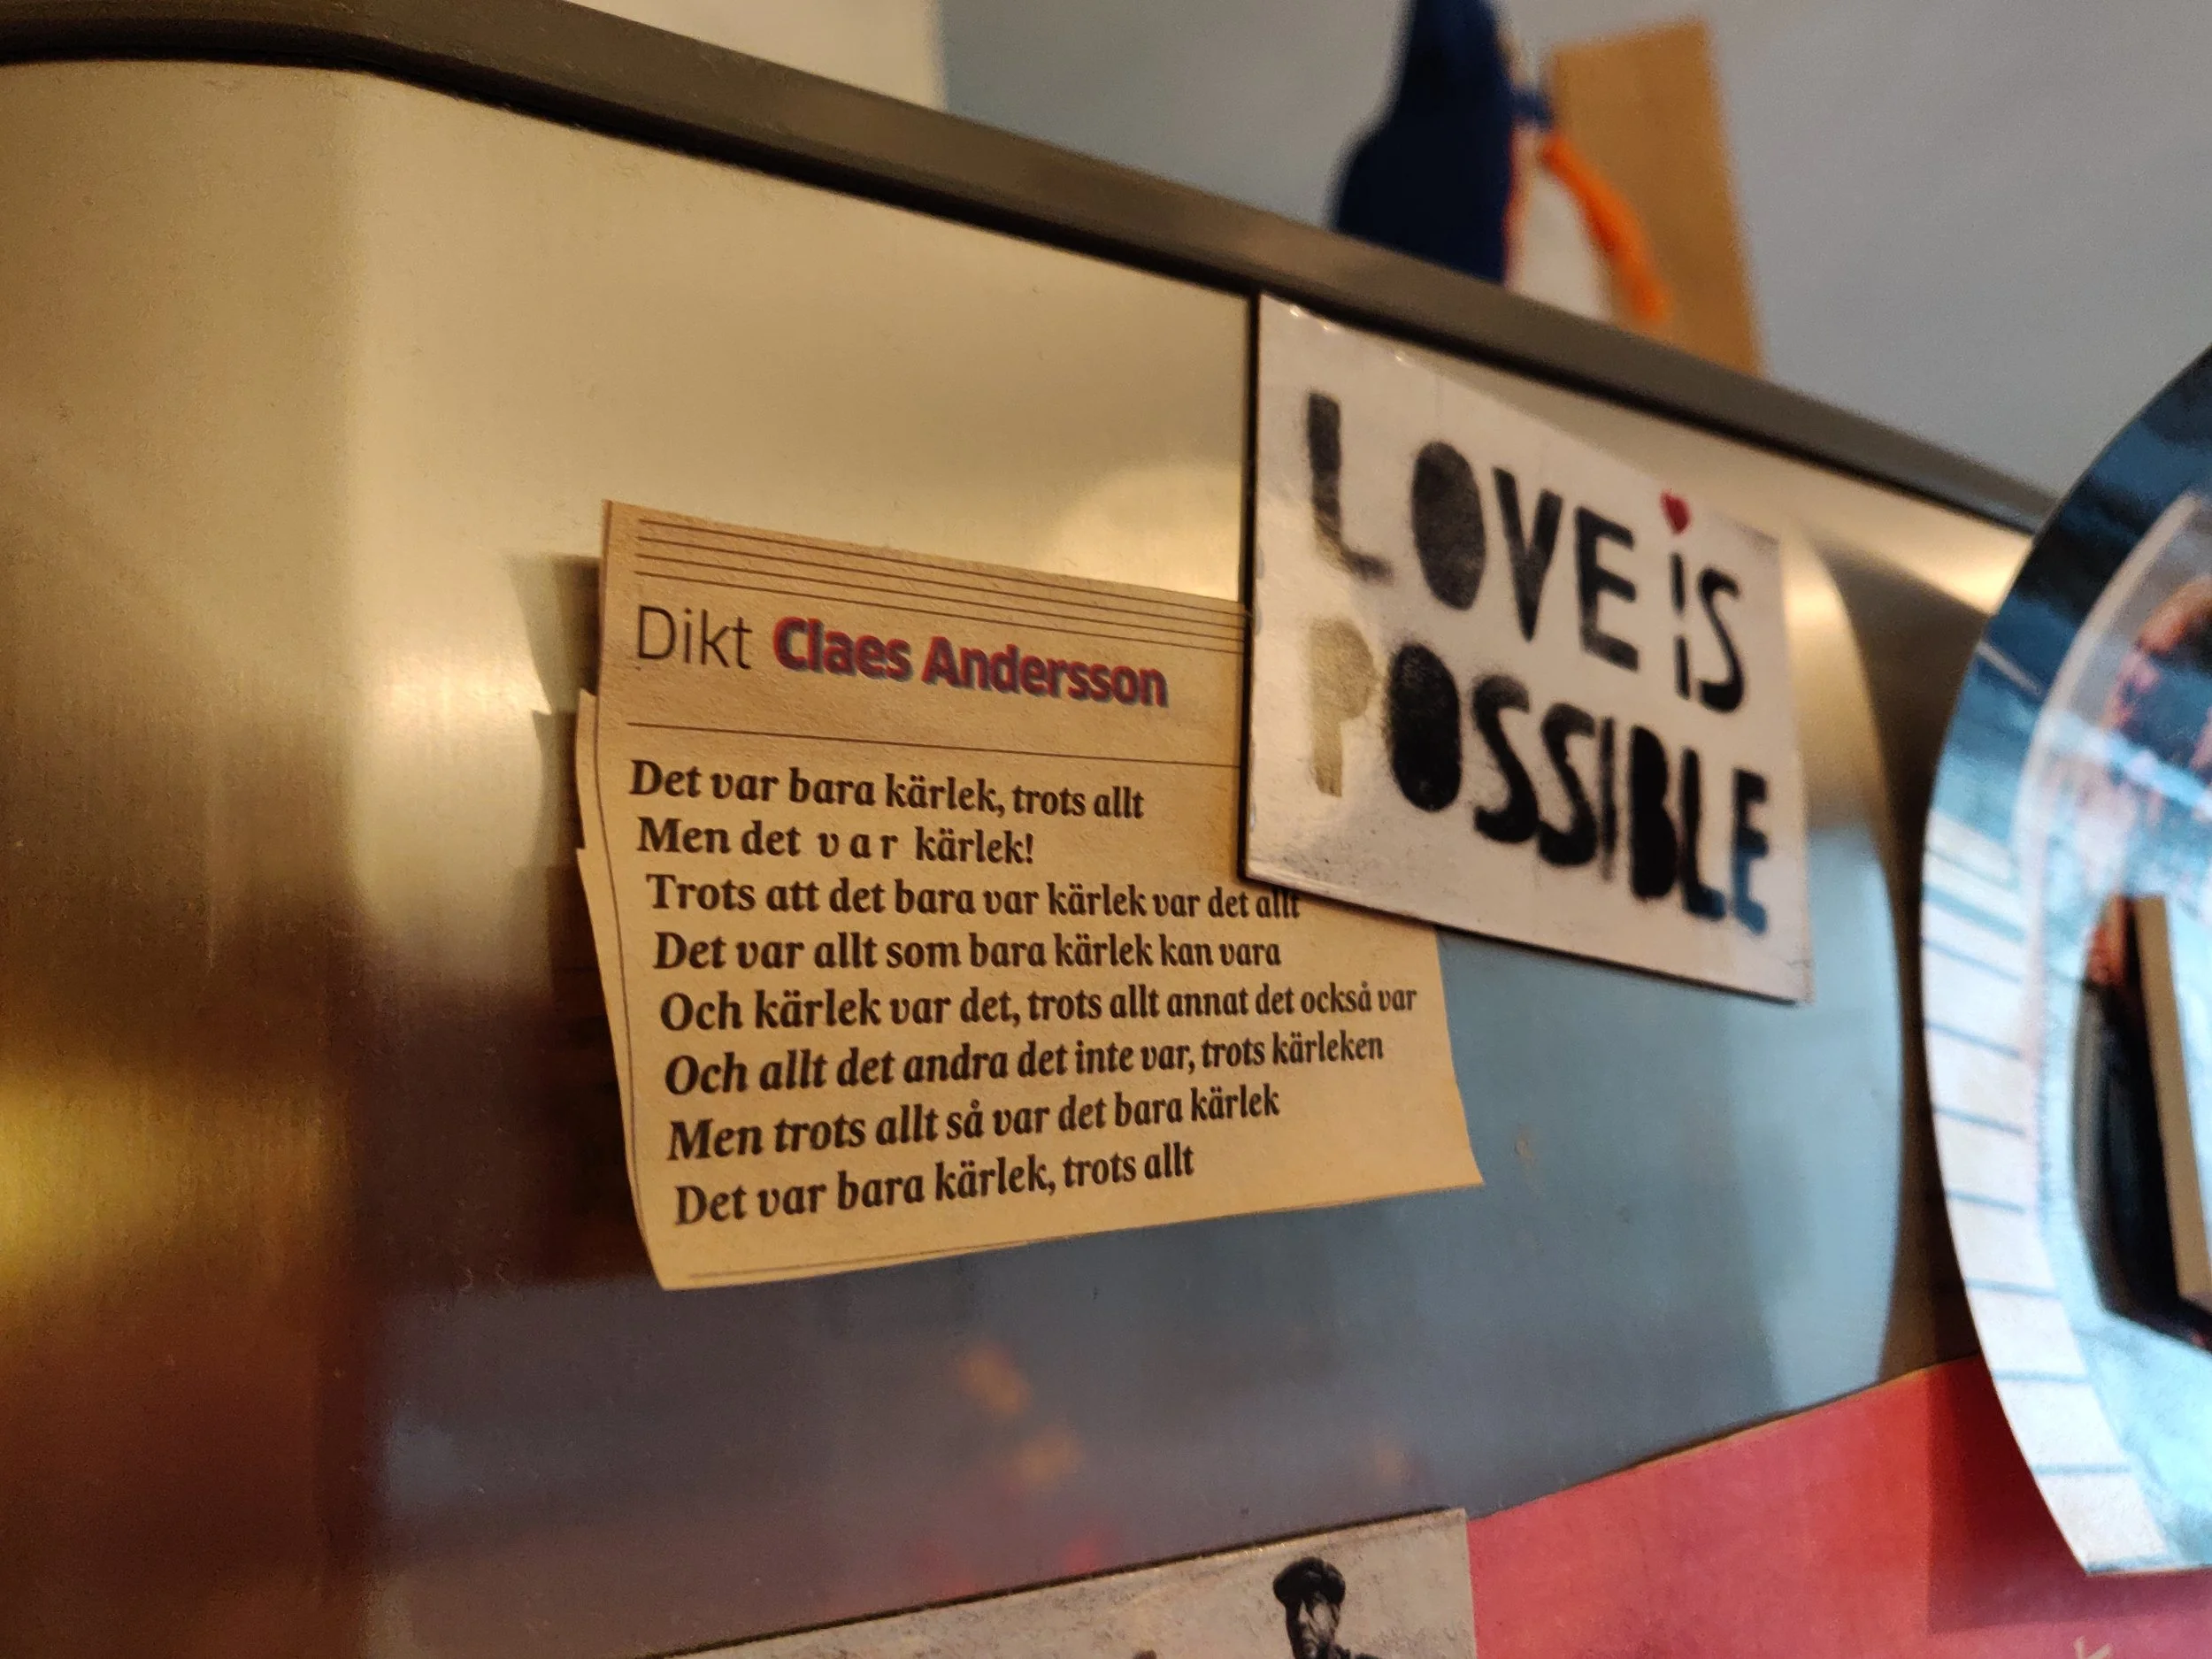 Dikt Claes Andersson
Det var bara kärlek, trots allt
Men det v a r kärlek!
Trots att det bara var kärlek var det allt
Det var allt som bara kärlek kan vara
Och kärlek var det, trots allt annat det också var
Och allt det andra det inte var, trots kärleken
Men trots allt så var det bara kärlek
Det var bara kärlek, trots allt
LOVE iS
POSSIBLE